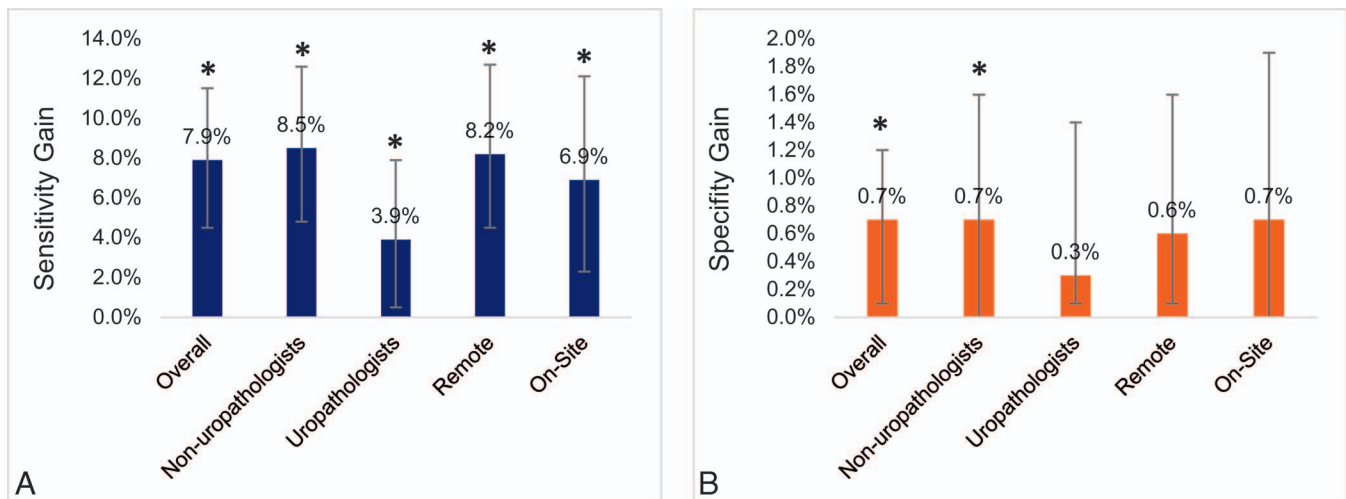 14.0%
12.0%
10.0%
8.0%
6.0%
4.0%
2.0%
0.0%
Sensitivity Gain
*
*
*
*
*
7.9%
8.5%
3.9%
8.2%
6.9%
Overall
Non-uropathologists
Uropathologists
Remote
On-Site
A
2.0%
1.8%
1.6%
1.4%
1.2%
1.0%
0.8%
0.6%
0.4%
0.2%
0.0%
Specifity Gain
*
*
0.7%
0.7%
0.3%
0.6%
0.7%
Overall
Non-uropathologists
Uropathologists
Remote
On-Site
B